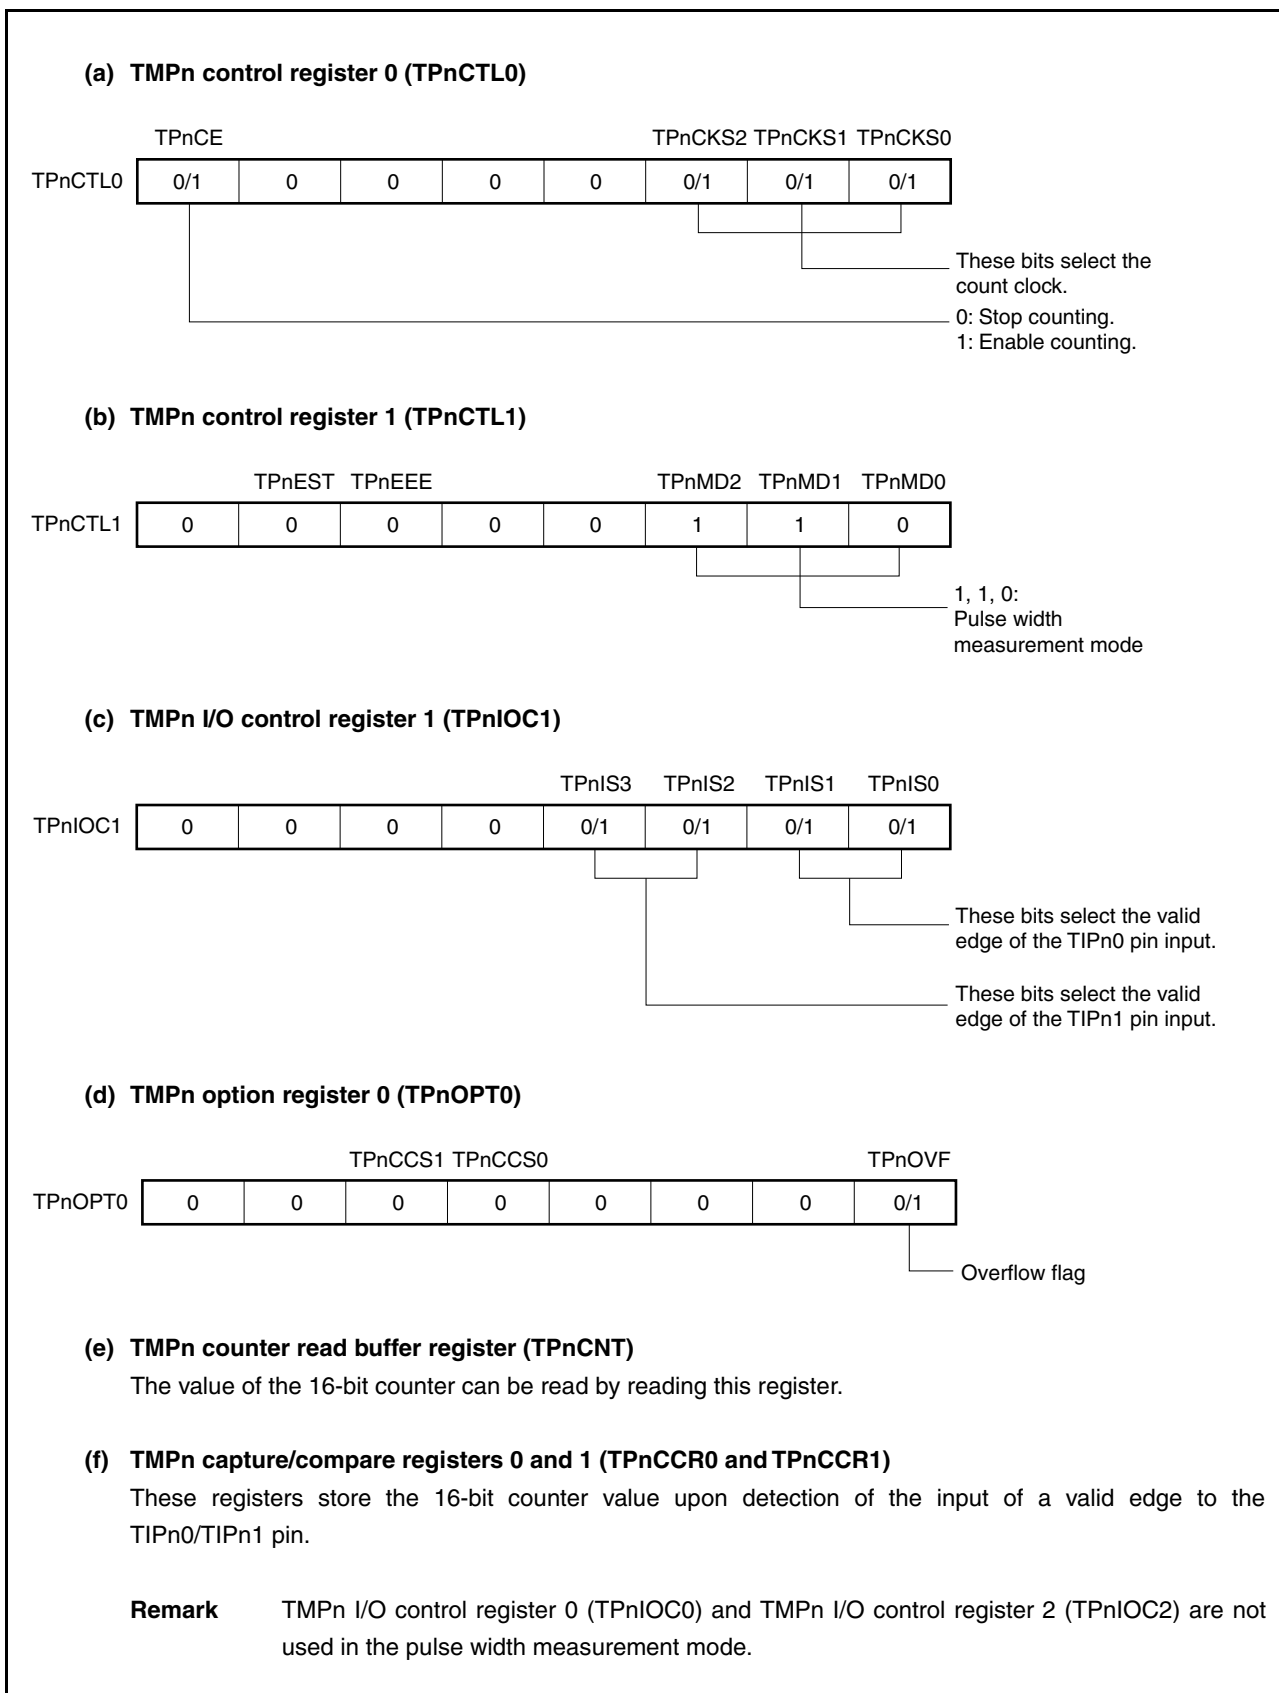 (a) TMPn control register 0 (TPnCTL0)
TPnCE TPnCKS2 TPnCKS1 TPnCKS0
TPnCTL0 0/1 0 0 0 0 0/1 0/1 0/1
These bits select the
count clock.
0: Stop counting.
1: Enable counting.
(b) TMPn control register 1 (TPnCTL1)
TPnEST TPnEEE TPnMD2 TPnMD1 TPnMD0
TPnCTL1 0 0 0 0 0 1 1 0
1, 1, 0:
Pulse width
measurement mode
(c) TMPn I/O control register 1 (TPnIOC1)
TPnIS3 TPnIS2 TPnIS1 TPnIS0
TPnIOC1 0 0 0 0 0/1 0/1 0/1 0/1
These bits select the valid
edge of the TIPn0 pin input.
These bits select the valid
edge of the TIPn1 pin input.
(d) TMPn option register 0 (TPnOPT0)
TPnCCS1 TPnCCS0 TPnOVF
TPnOPT0 0 0 0 0 0 0 0 0/1
Overflow flag
(e) TMPn counter read buffer register (TPnCNT)
The value of the 16-bit counter can be read by reading this register.
(f) TMPn capture/compare registers 0 and 1 (TPnCCR0 and TPnCCR1)
These registers store the 16-bit counter value upon detection of the input of a valid edge to the
TIPn0/TIPn1 pin.
Remark TMPn I/O control register 0 (TPnIOC0) and TMPn I/O control register 2 (TPnIOC2) are not
used in the pulse width measurement mode.